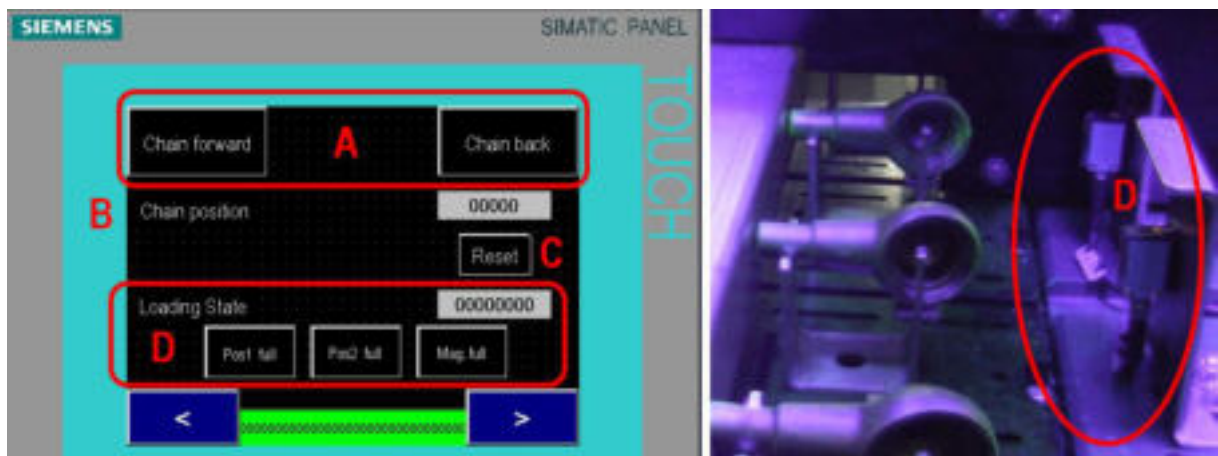 SIEMENS
SIMATIC PANEL
TOUCH
Chain forward
A
Chain back
B
Chain position
00000
Reset
C
Loading State
00000000
D
Pos1 full
Pos2 full
Mag. full
<
>
D